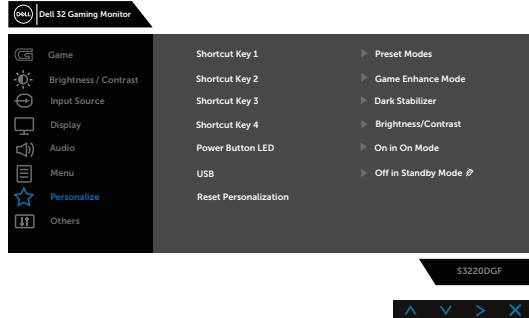 DELL Dell 32 Gaming Monitor
Game
Shortcut Key 1 Preset Modes
Brightness / Contrast
Shortcut Key 2 Game Enhance Mode
Input Source
Shortcut Key 3 Dark Stabilizer
Display
Shortcut Key 4 Brightness/Contrast
Audio
Power Button LED On in On Mode
Menu
USB Off in Standby Mode
Personalize
Reset Personalization
Others
S3220DGF